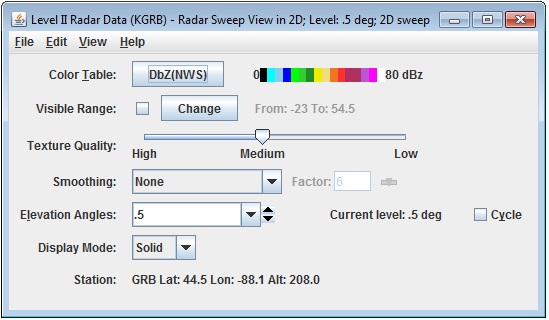 Level II Radar Data (KGRB) - Radar Sweep View in 2D; Level: .5 deg; 2D sweep
File Edit View Help
Color Table: DbZ(NWS) 0 80 dBz
Visible Range: Change From: -23 To: 54.5
Texture Quality:
High Medium Low
Smoothing: None Factor: 6
Elevation Angles: .5 Current level: .5 deg Cycle
Display Mode: Solid
Station: GRB Lat: 44.5 Lon: -88.1 Alt: 208.0